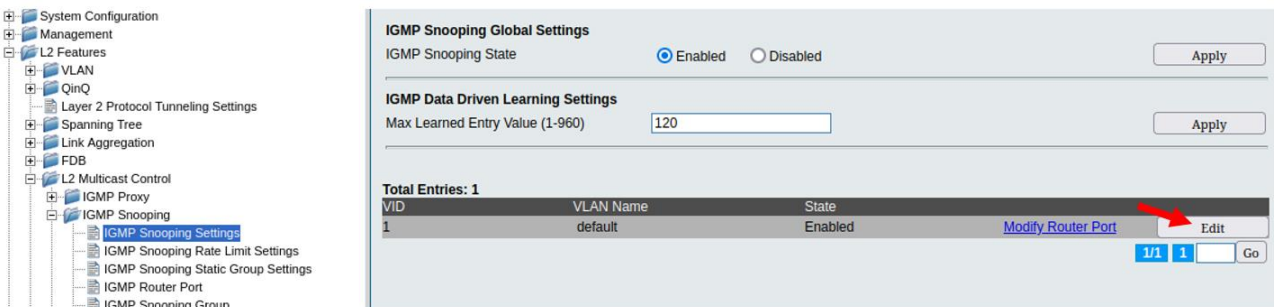 System Configuration
Management
L2 Features
VLAN
QinQ
Layer 2 Protocol Tunneling Settings
Spanning Tree
Link Aggregation
FDB
L2 Multicast Control
IGMP Proxy
IGMP Snooping
IGMP Snooping Settings
IGMP Snooping Rate Limit Settings
IGMP Snooping Static Group Settings
IGMP Router Port
IGMP Snooping Group
IGMP Snooping Global Settings
IGMP Snooping State Enabled Disabled Apply
IGMP Data Driven Learning Settings
Max Learned Entry Value (1-960) 120 Apply
Total Entries: 1
VID VLAN Name State
1 default Enabled Modify Router Port Edit
1/1 1 Go